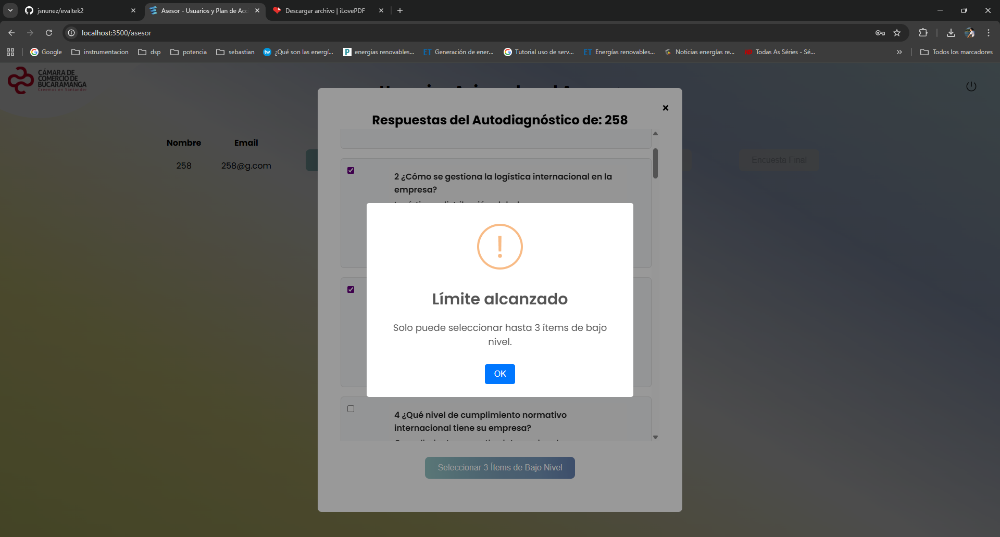 jsnunez/evaltek2
Asesor - Usuarios y Plan de Acc
Descargar archivo | iLovePDF
localhost:3500/asesor
Google
instrumentacion
dsp
potencia
sebastian
tw
¿Qué son las energí...
energias renovables...
ET
Generación de ener...
Tutorial uso de serv...
ET
Energías renovables...
Noticias energías re...
Todas As Séries - Sé...
Todos los marcadores
CÁMARA DE
COMERCIO DE
BUCARAMANGA
Creemos en Santander
Respuestas del Autodiagnóstico de: 258
Nombre
Email
258
258@g.com
Encuesta Final
2 ¿Cómo se gestiona la logística internacional en la
empresa?
Límite alcanzado
Solo puede seleccionar hasta 3 ítems de bajo
nivel.
OK
4 ¿Qué nivel de cumplimiento normativo
internacional tiene su empresa?
Seleccionar 3 Ítems de Bajo Nivel